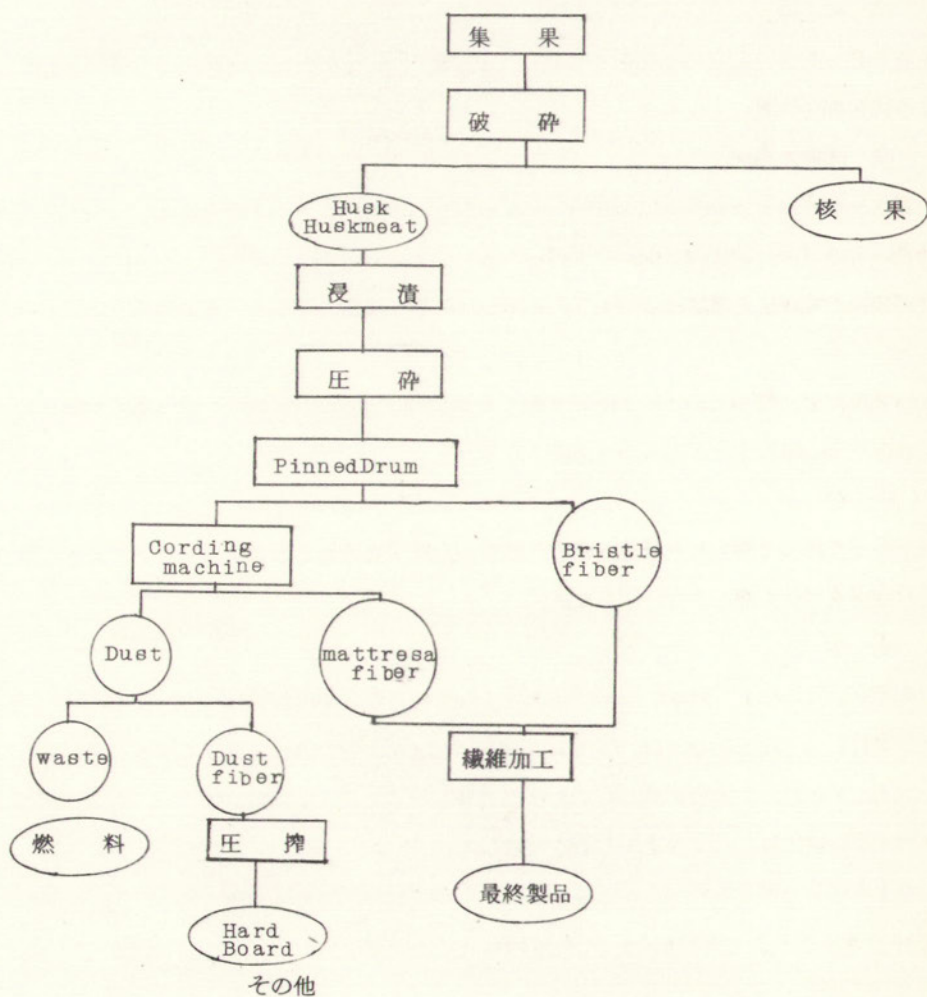 集 果
破 砕
Husk
Huskmeat
核 果
浸 漬
圧 砕
PinnedDrum
Cording
machine
Bristle
fiber
Dust
mattresa
fiber
waste
Dust
fiber
繊維加工
燃 料
圧 搾
最終製品
Hard
Board
その他